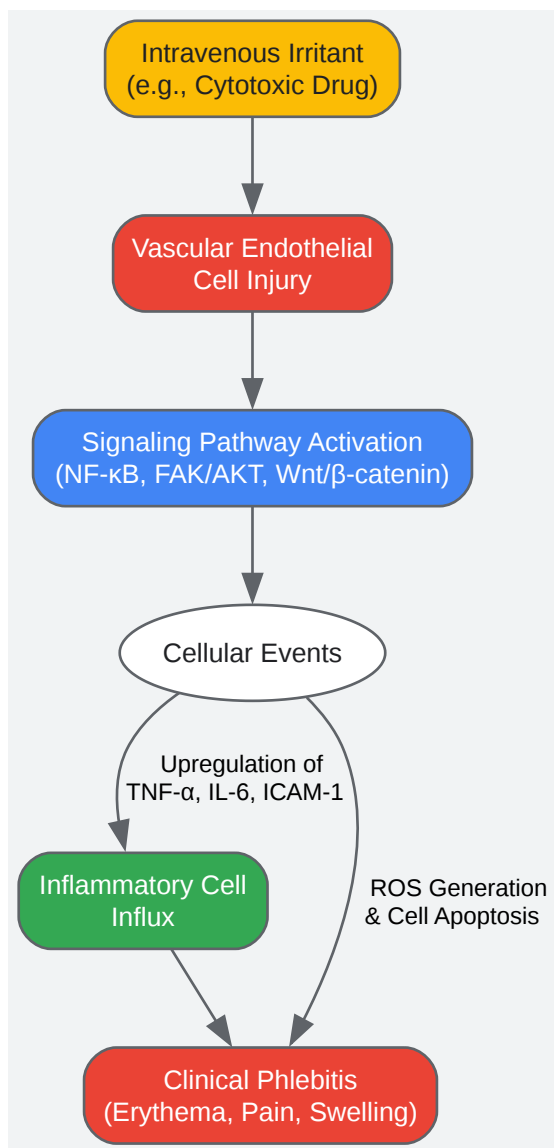 Intravenous Irritant
(e.g., Cytotoxic Drug)
Vascular Endothelial
Cell Injury
Signaling Pathway Activation
(NF-κB, FAK/AKT, Wnt/β-catenin)
Cellular Events
Upregulation of
TNF-α, IL-6, ICAM-1
Inflammatory Cell
Influx
ROS Generation
& Cell Apoptosis
Clinical Phlebitis
(Erythema, Pain, Swelling)